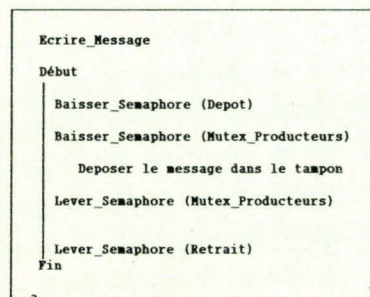 Ecrire_Message
Début
Baisser_Semaphore (Depot)
Baisser_Semaphore (Mutex_Producteurs)
Deposer le message dans le tampon
Lever_Semaphore (Mutex_Producteurs)
Lever_Semaphore (Retrait)
Fin